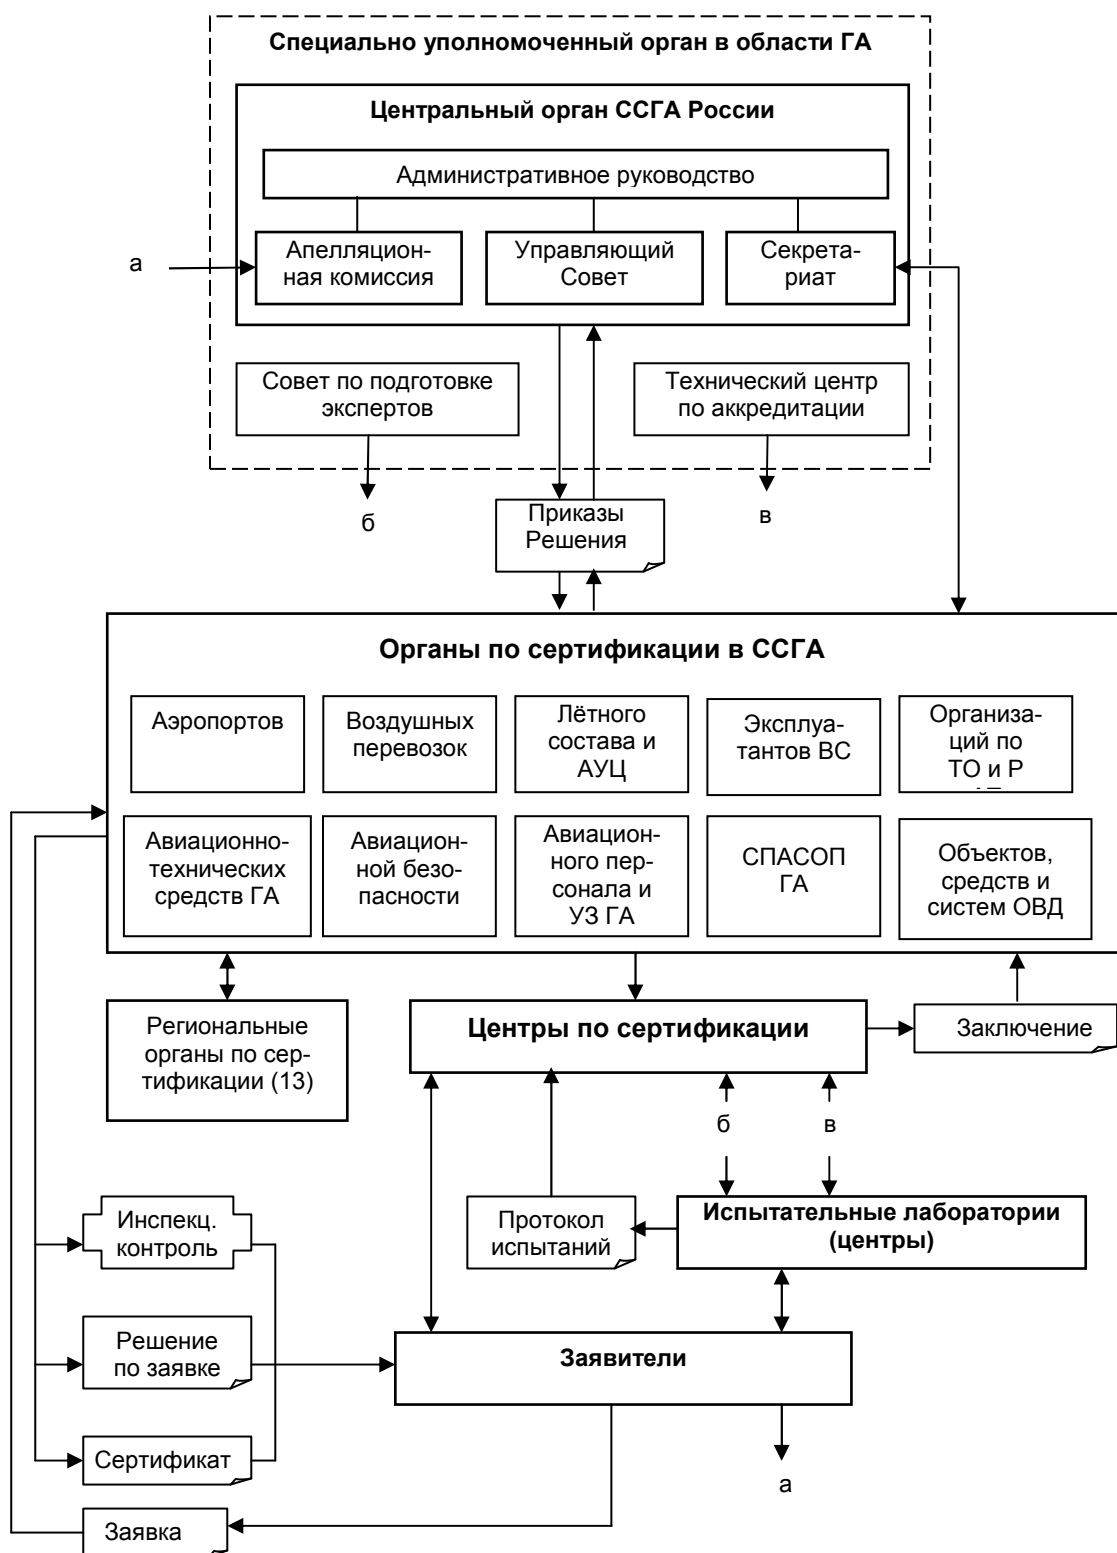 Специально уполномоченный орган в области ГА
Центральный орган ССГА России
Административное руководство
а
Апелляцион-
ная комиссия
Управляющий
Совет
Секрета-
риат
Совет по подготовке
экспертов
Технический центр
по аккредитации
б
в
Приказы
Решения
Органы по сертификации в ССГА
Аэропортов
Воздушных
перевозок
Лётного
состава и
АУЦ
Эксплуа-
тантов ВС
Организа-
ций по
ТО и Р
Авиационно-
технических
средств ГА
Авиацион-
ной безо-
пасности
Авиацион-
ного пер-
сонала и
УЗ ГА
СПАСОП
ГА
Объектов,
средств и
систем ОВД
Региональные
органы по сер-
тификации (13)
Центры по сертификации
Заключение
б
в
Инспекц.
контроль
Протокол
испытаний
Испытательные лаборатории
(центры)
Решение
по заявке
Заявители
Сертификат
а
Заявка